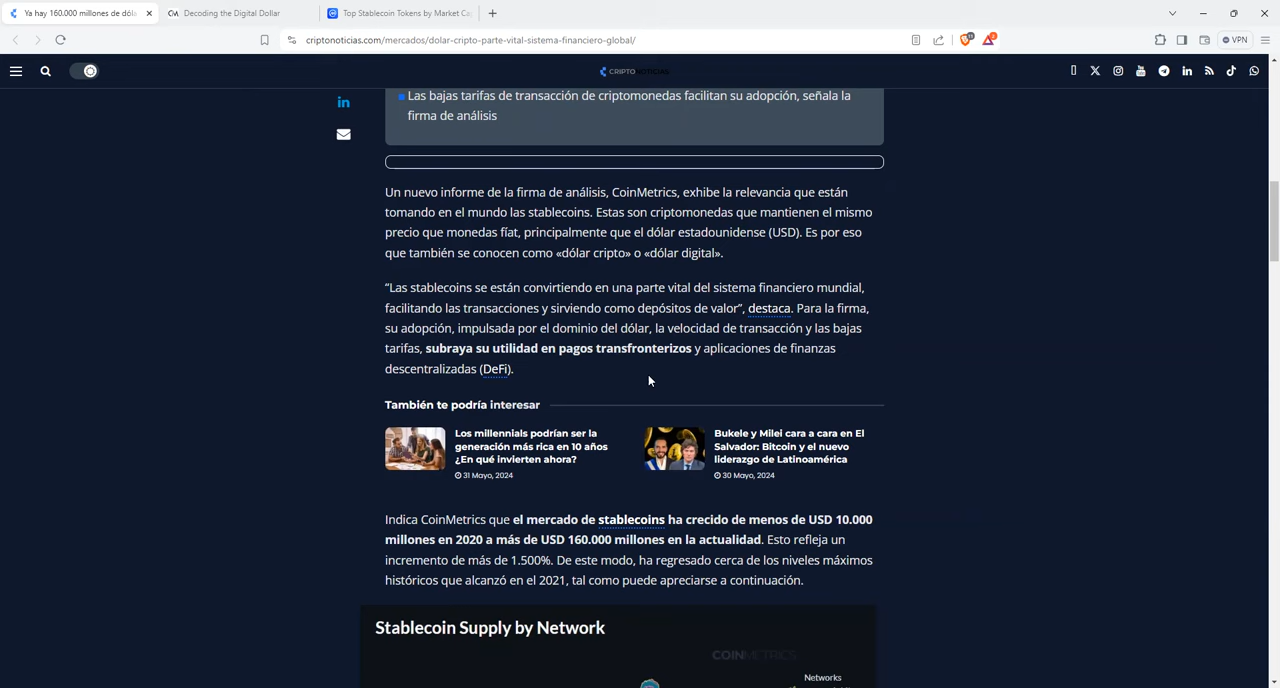 Ya hay 160.000 millones de dóla
Decoding the Digital Dollar
Top Stablecoin Tokens by Market Ca
criptonoticias.com/mercados/dolar-cripto-parte-vital-sistema-financiero-global/
VPN
CRIPTONOTICIAS
Las bajas tarifas de transacción de criptomonedas facilitan su adopción, señala la
firma de análisis
Un nuevo informe de la firma de análisis, CoinMetrics, exhibe la relevancia que están
tomando en el mundo las stablecoins. Estas son criptomonedas que mantienen el mismo
precio que monedas fíat, principalmente que el dólar estadounidense (USD). Es por eso
que también se conocen como «dólar cripto» o «dólar digital».
“Las stablecoins se están convirtiendo en una parte vital del sistema financiero mundial,
facilitando las transacciones y sirviendo como depósitos de valor”, destaca. Para la firma,
su adopción, impulsada por el dominio del dólar, la velocidad de transacción y las bajas
tarifas, subraya su utilidad en pagos transfronterizos y aplicaciones de finanzas
descentralizadas (DeFi).
También te podría interesar
Los millennials podrían ser la
generación más rica en 10 años
¿En qué invierten ahora?
31 Mayo, 2024
Bukele y Milei cara a cara en El
Salvador: Bitcoin y el nuevo
liderazgo de Latinoamérica
30 Mayo, 2024
Indica CoinMetrics que el mercado de stablecoins ha crecido de menos de USD 10.000
millones en 2020 a más de USD 160.000 millones en la actualidad. Esto refleja un
incremento de más de 1.500%. De este modo, ha regresado cerca de los niveles máximos
históricos que alcanzó en el 2021, tal como puede apreciarse a continuación.
Stablecoin Supply by Network
COINMETRICS
Networks